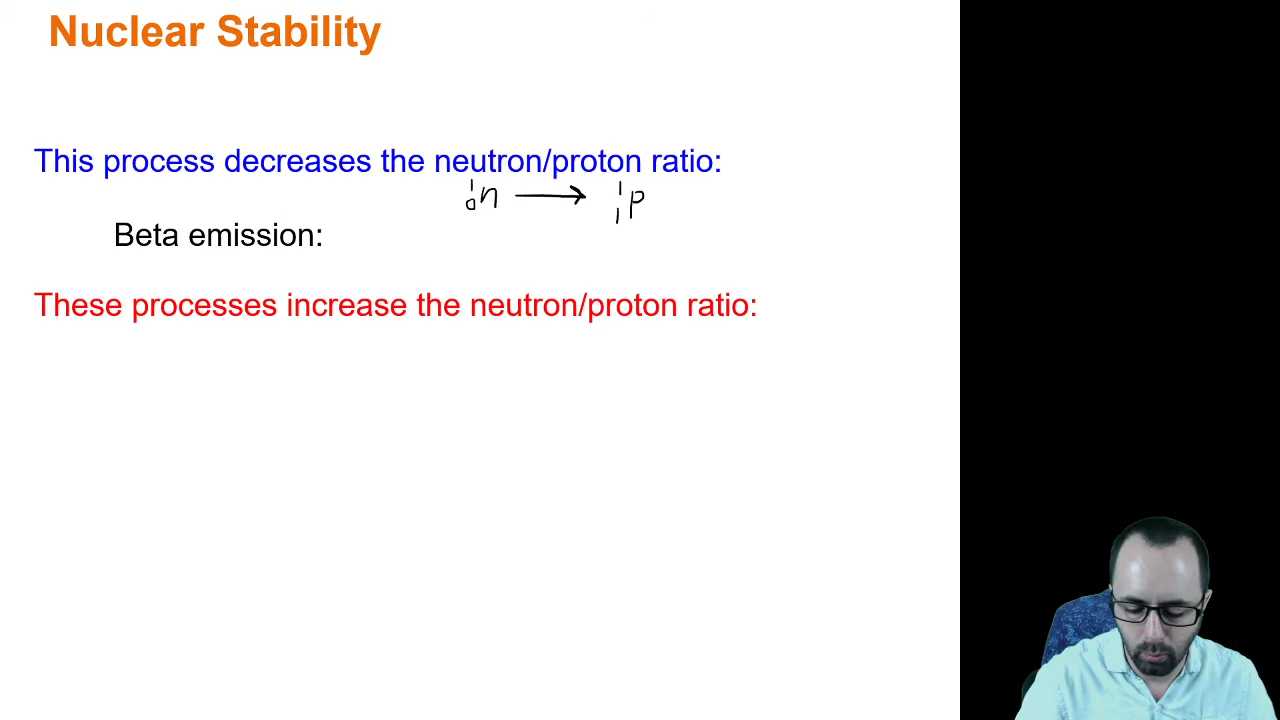 Nuclear Stability
This process decreases the neutron/proton ratio:
¹₀n → ¹₁p
Beta emission:
These processes increase the neutron/proton ratio: